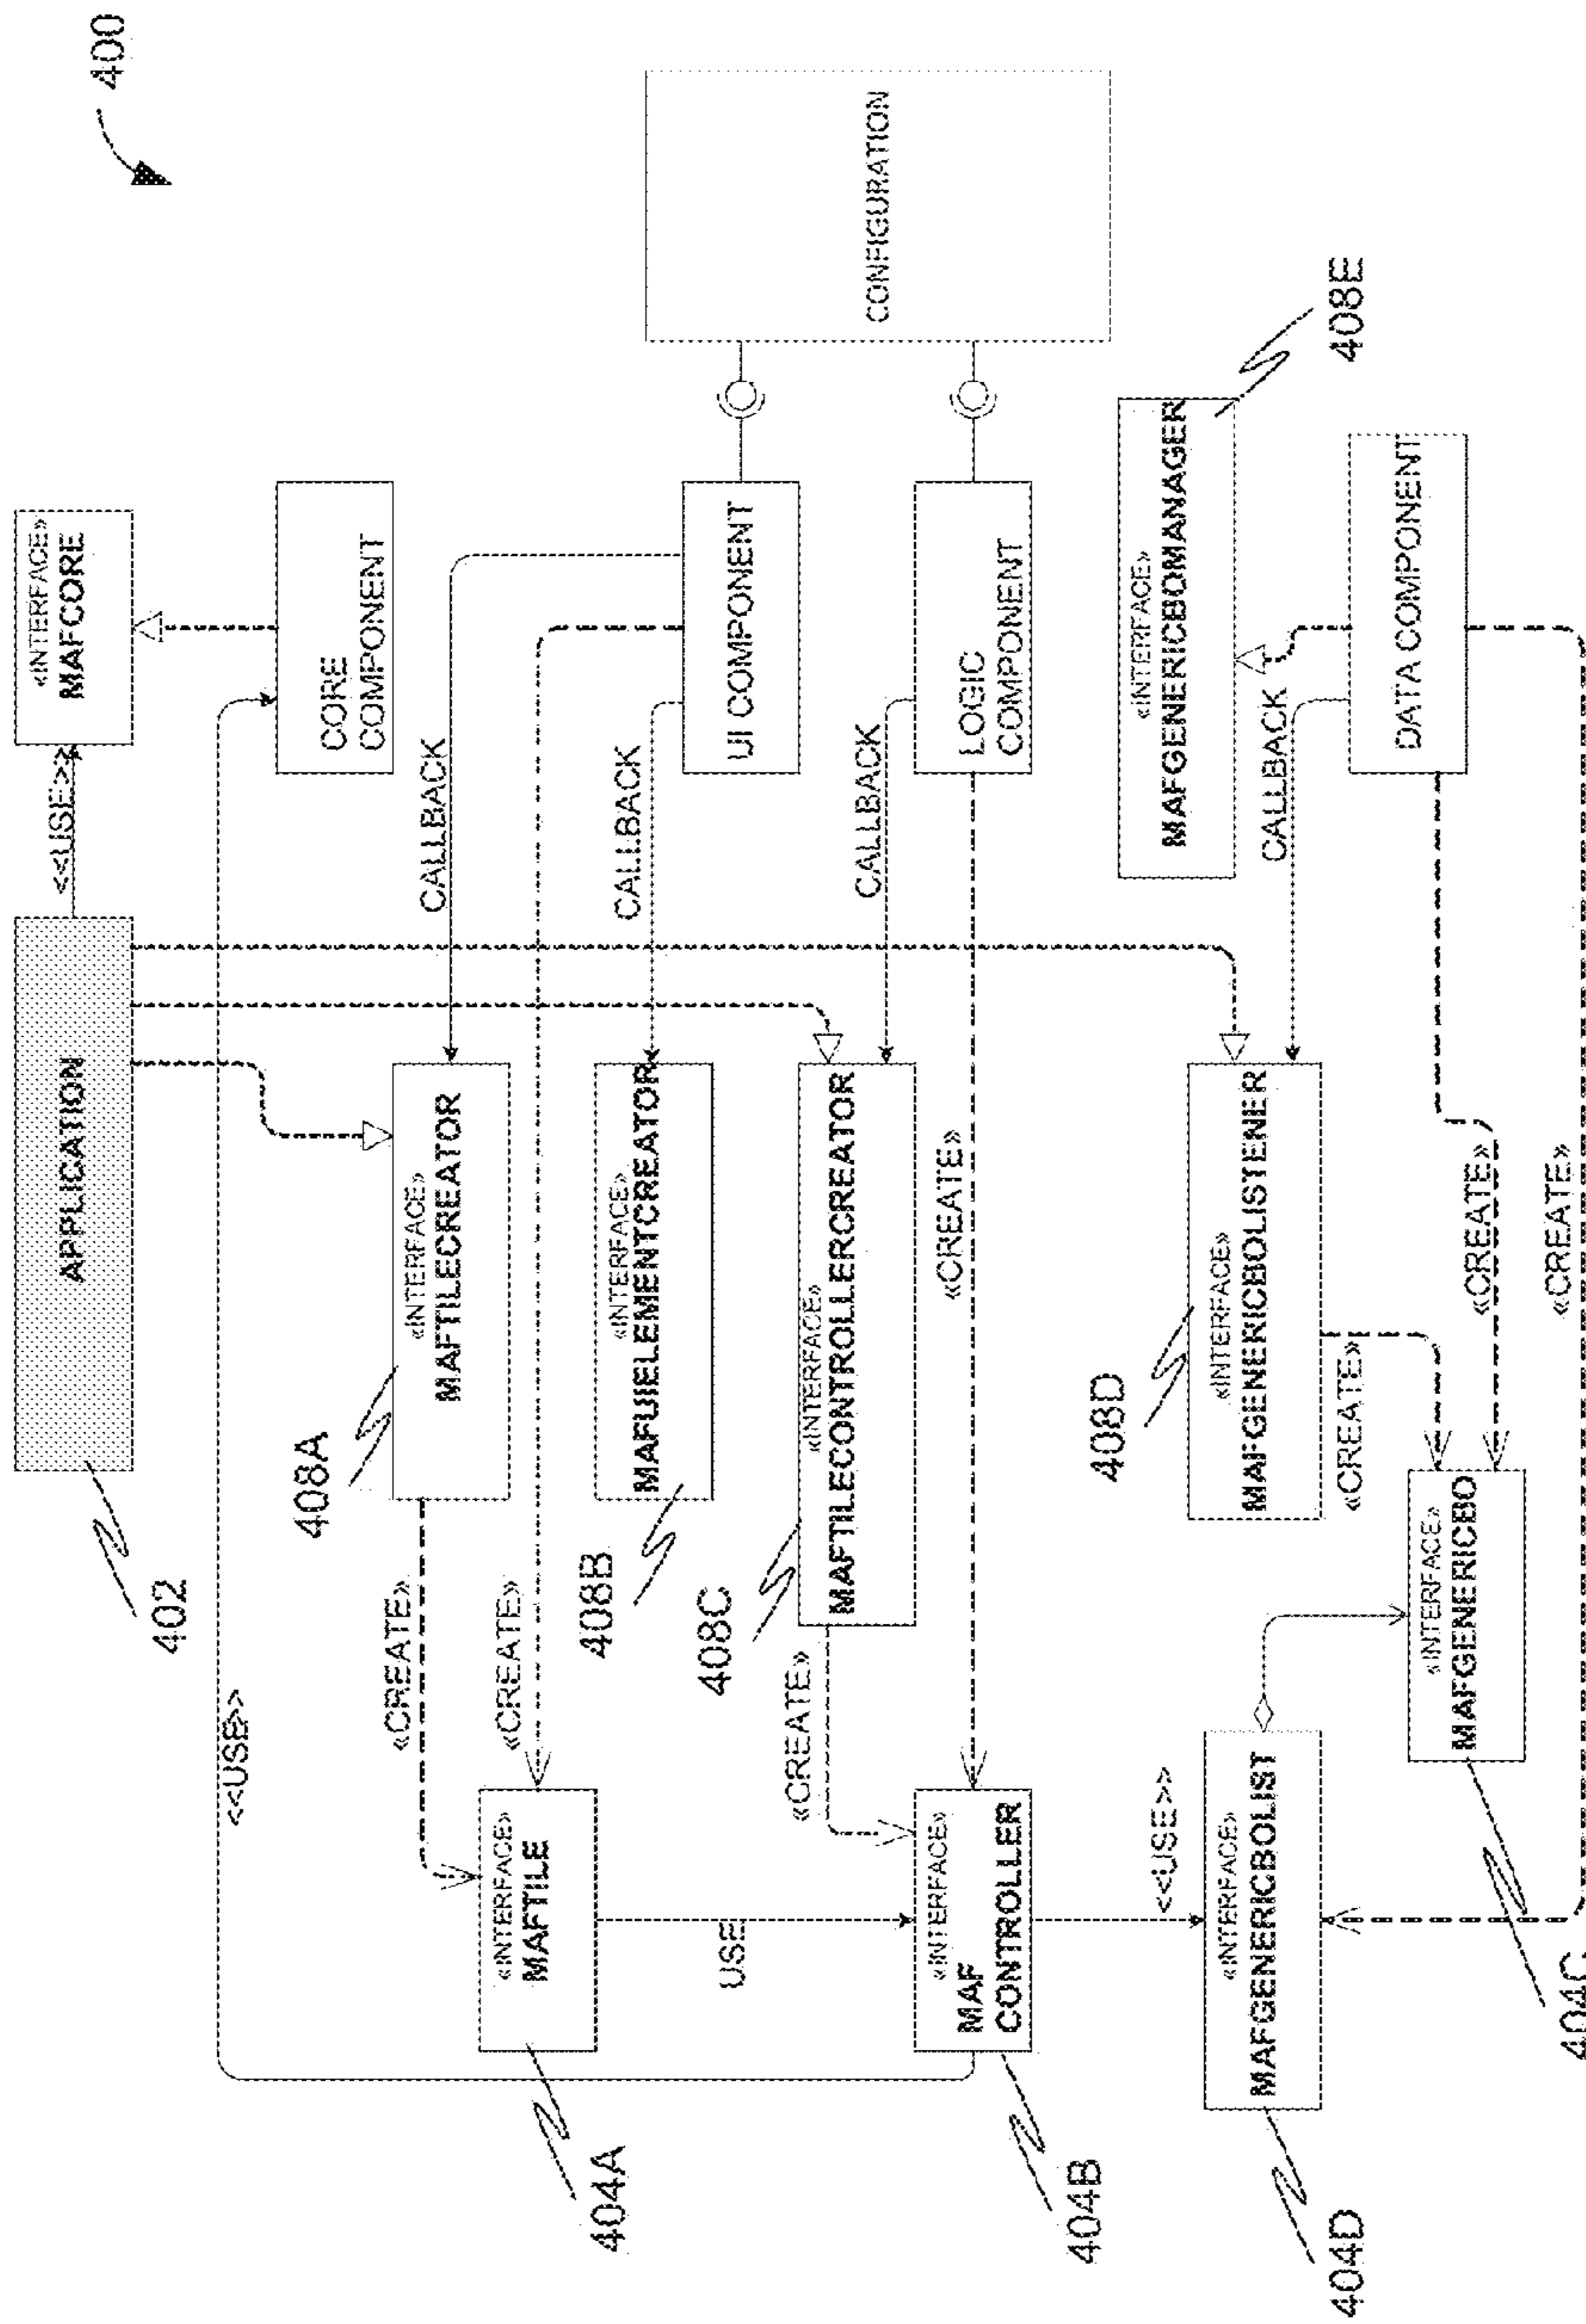 400
402
APPLICATION
<<USE>>
«INTERFACE»
MAFCORE
<<USE>>
CORE
COMPONENT
408A
«INTERFACE»
MAFTILECREATOR
CALLBACK
«CREATE»
«CREATE»
404A
«INTERFACE»
MAFTILE
408B
«INTERFACE»
MAFUIELEMENTCREATOR
CALLBACK
UI COMPONENT
CONFIGURATION
USE
408C
«INTERFACE»
MAFTILECONTROLLERCREATOR
CALLBACK
«CREATE»
«CREATE»
LOGIC
COMPONENT
404B
«INTERFACE»
MAF
CONTROLLER
<<USE>>
408D
«INTERFACE»
MAFGENERICBOLISTENER
CALLBACK
«INTERFACE»
MAFGENERICBOMANAGER
408E
404D
«INTERFACE»
MAFGENERICBOLIST
«CREATE»
DATA COMPONENT
«INTERFACE»
MAFGENERICBO
«CREATE»
«CREATE»
404C